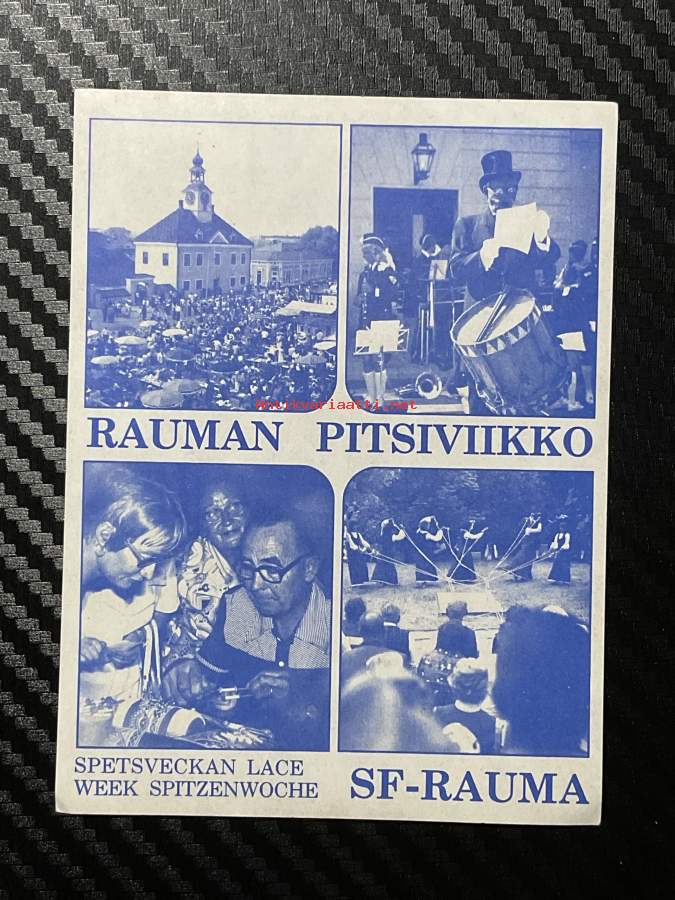 Antikvariaatti.net
RAUMAN PITSIVIIKKO
SPETSVECKAN LACE
WEEK SPITZENWOCHE
SF-RAUMA